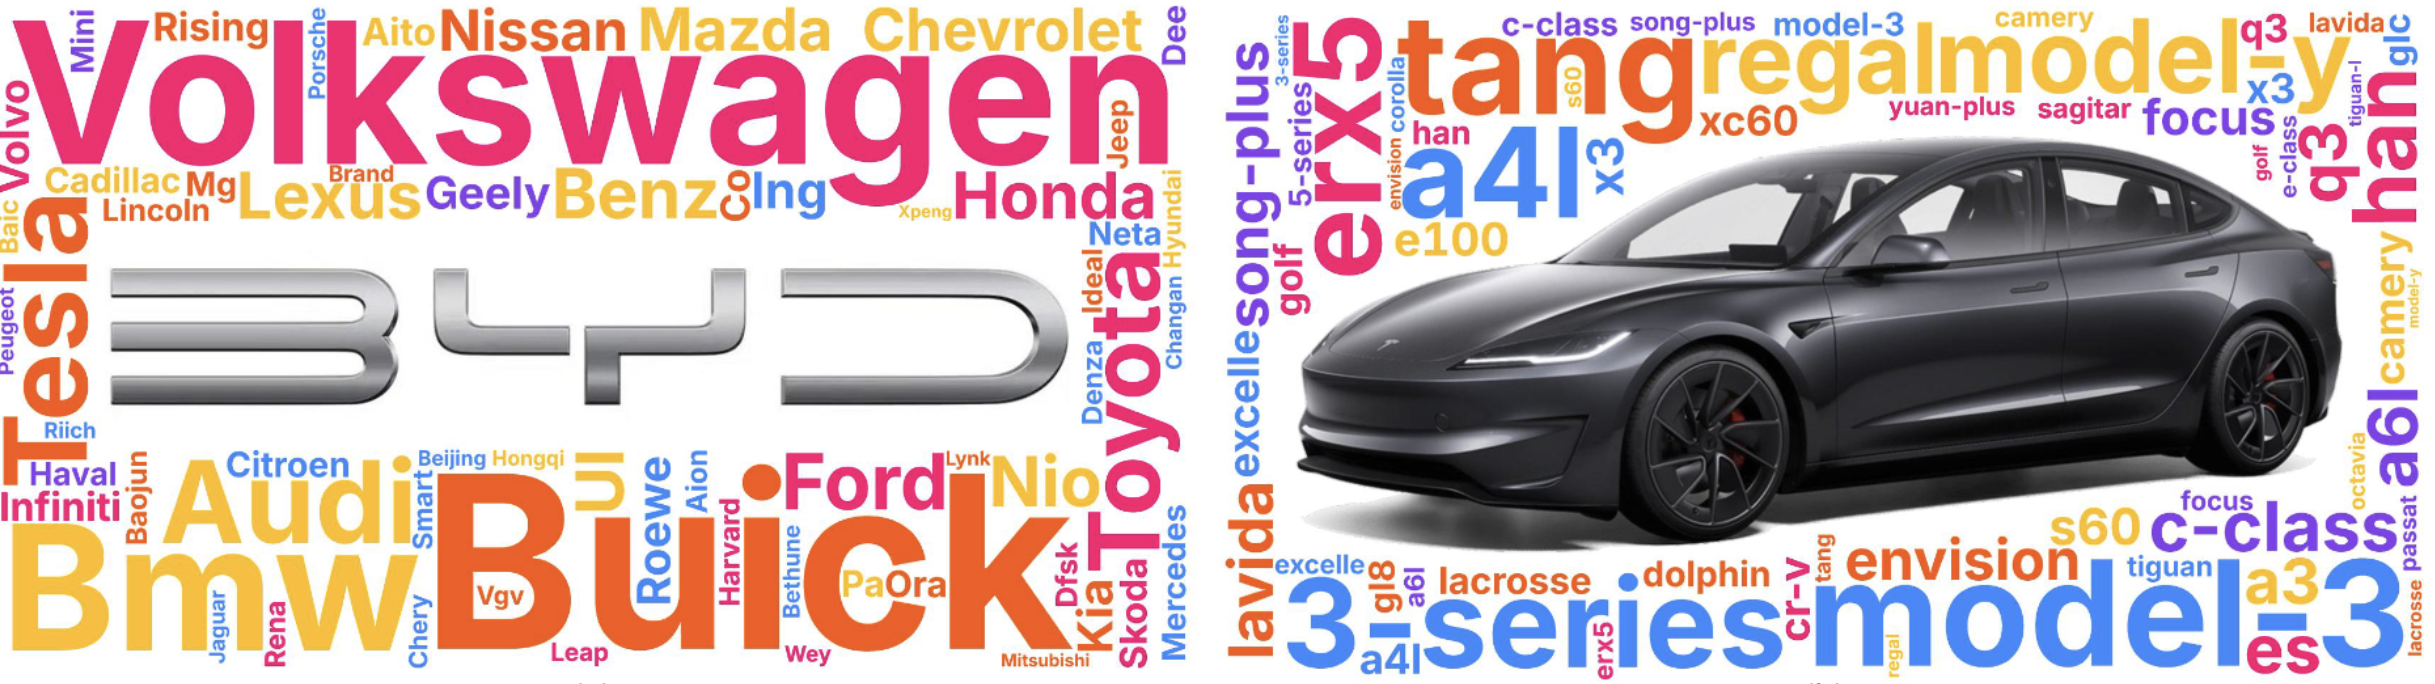 Mini
Rising
Porsche
Aito
Nissan
Mazda
Chevrolet
Dee
Volkswagen
Volvo
Jeep
Cadillac
Mg
Lincoln
Lexus
Brand
Geely
Benz
Co
Ing
Xpeng
Honda
Hyundai
Baic
Tesla
Neta
Ideal
Toyota
Changan
Denza
Peugeot
BYD
Riich
Haval
Infiniti
Baojun
Audi
Citroen
Beijing
Hongqi
Smart
UI
Roewe
Aion
Harvard
Ford
Lynk
Nio
Bmw
Buick
Vgv
Bethune
Pa
Ora
Dfsk
Kia
Skoda
Mercedes
Jaguar
Rena
Chery
Leap
Wey
Mitsubishi
3-series
erx5
c-class
song-plus
model-3
camery
q3
lavida
glc
tang
s60
regal
model-y
x3
tiguan-l
song-plus
5-series
corolla
han
xc60
yuan-plus
sagitar
focus
envision
a4l
x3
golf
e-class
q3
han
e100
golf
excelle
camery
model-y
lavida
a6l
octavia
passat
excelle
gl8
a6l
lacrosse
dolphin
cr-v
tang
envision
s60
focus
c-class
tiguan
a3
3-series
a4l
erx5
model-3
regal
es
lacrosse